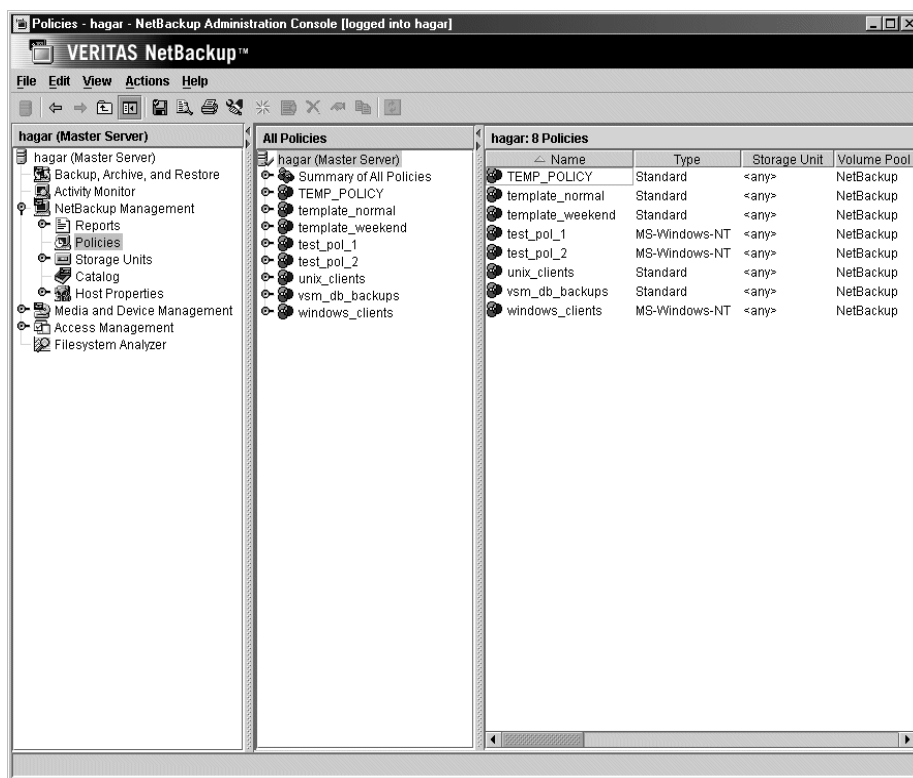 Policies - hagar - NetBackup Administration Console [logged into hagar]
VERITAS NetBackup™
File Edit View Actions Help
hagar (Master Server)
hagar (Master Server)
Backup, Archive, and Restore
Activity Monitor
NetBackup Management
Reports
Policies
Storage Units
Catalog
Host Properties
Media and Device Management
Access Management
Filesystem Analyzer
All Policies
hagar (Master Server)
Summary of All Policies
TEMP_POLICY
template_normal
template_weekend
test_pol_1
test_pol_2
unix_clients
vsm_db_backups
windows_clients
hagar: 8 Policies
Name Type Storage Unit Volume Pool
TEMP_POLICY Standard <any> NetBackup
template_normal Standard <any> NetBackup
template_weekend Standard <any> NetBackup
test_pol_1 MS-Windows-NT <any> NetBackup
test_pol_2 MS-Windows-NT <any> NetBackup
unix_clients Standard <any> NetBackup
vsm_db_backups Standard <any> NetBackup
windows_clients MS-Windows-NT <any> NetBackup